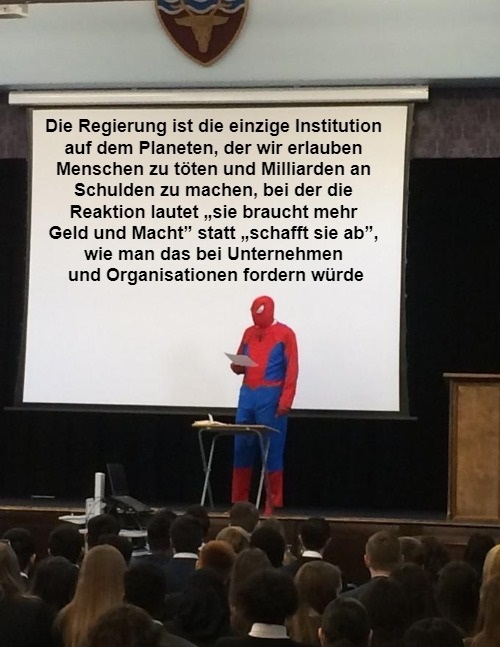 Die Regierung ist die einzige Institution
auf dem Planeten, der wir erlauben
Menschen zu töten und Milliarden an
Schulden zu machen, bei der die
Reaktion lautet „sie braucht mehr
Geld und Macht” statt „schafft sie ab”,
wie man das bei Unternehmen
und Organisationen fordern würde